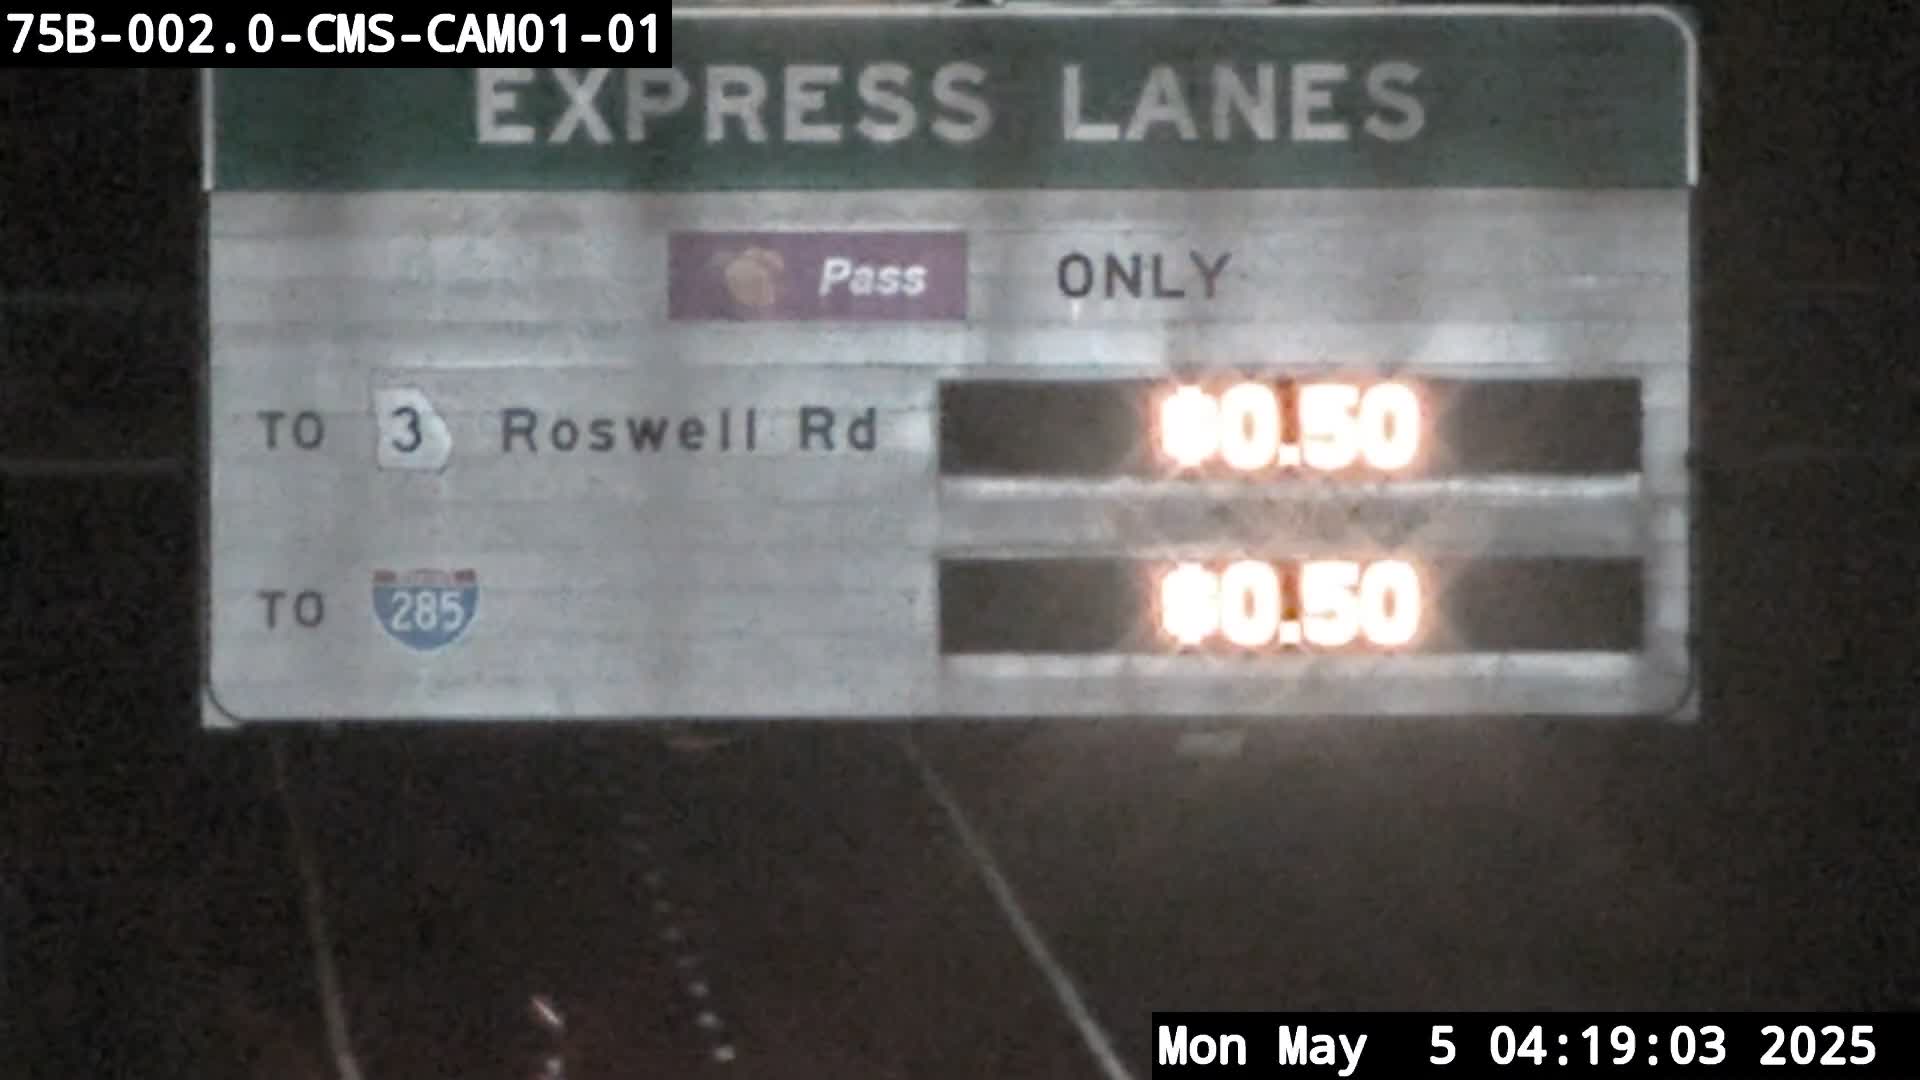 75B-002.0-CMS-CAM01-01
EXPRESS LANES
Pass ONLY
TO 3 Roswell Rd $0.50
TO 285 $0.50
Mon May 5 04:19:03 2025